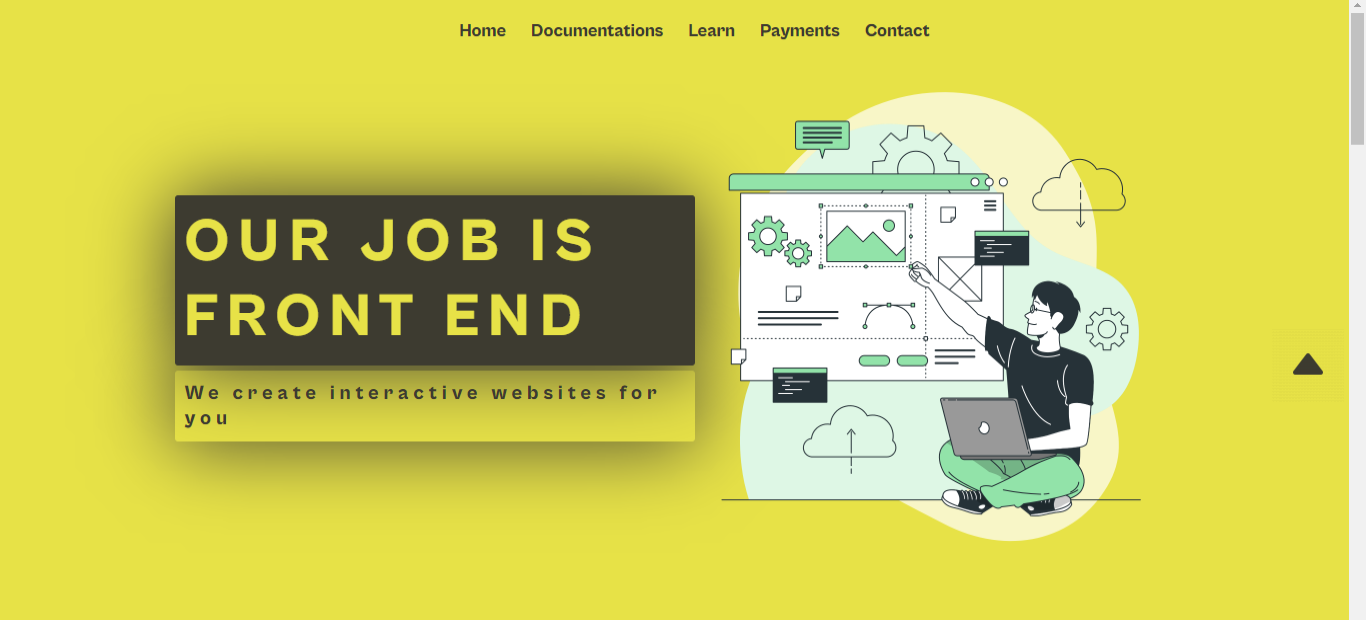 Home Documentations Learn Payments Contact
OUR JOB IS
FRONT END
We create interactive websites for
you